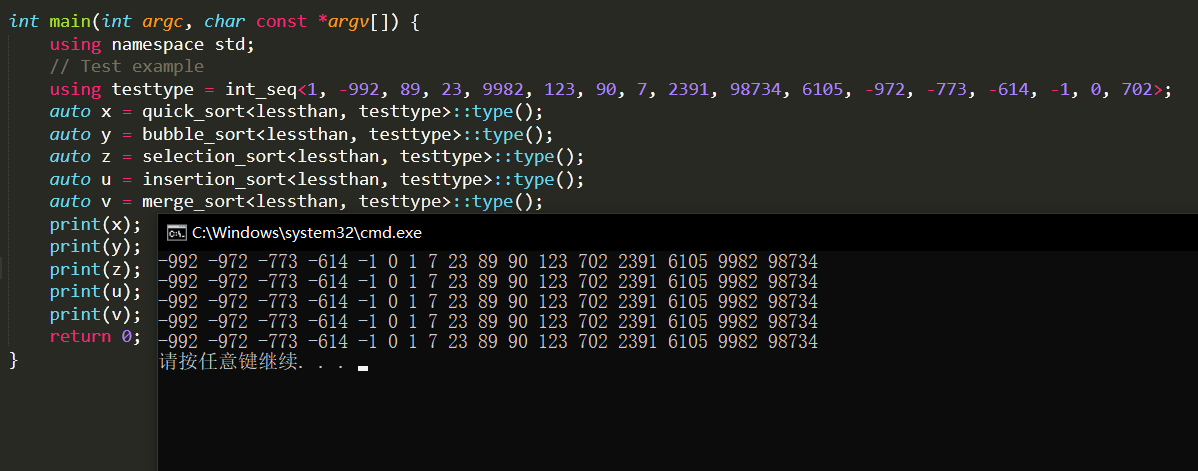 int main(int argc, char const *argv[]) {
    using namespace std;
    // Test example
    using testtype = int_seq<1, -992, 89, 23, 9982, 123, 90, 7, 2391, 98734, 6105, -972, -773, -614, -1, 0, 702>;
    auto x = quick_sort<lessthan, testtype>::type();
    auto y = bubble_sort<lessthan, testtype>::type();
    auto z = selection_sort<lessthan, testtype>::type();
    auto u = insertion_sort<lessthan, testtype>::type();
    auto v = merge_sort<lessthan, testtype>::type();
    print(x);
    print(y);
    print(z);
    print(u);
    print(v);
    return 0;
}
C:\Windows\system32\cmd.exe
-992 -972 -773 -614 -1 0 1 7 23 89 90 123 702 2391 6105 9982 98734
-992 -972 -773 -614 -1 0 1 7 23 89 90 123 702 2391 6105 9982 98734
-992 -972 -773 -614 -1 0 1 7 23 89 90 123 702 2391 6105 9982 98734
-992 -972 -773 -614 -1 0 1 7 23 89 90 123 702 2391 6105 9982 98734
-992 -972 -773 -614 -1 0 1 7 23 89 90 123 702 2391 6105 9982 98734
请按任意键继续. . .